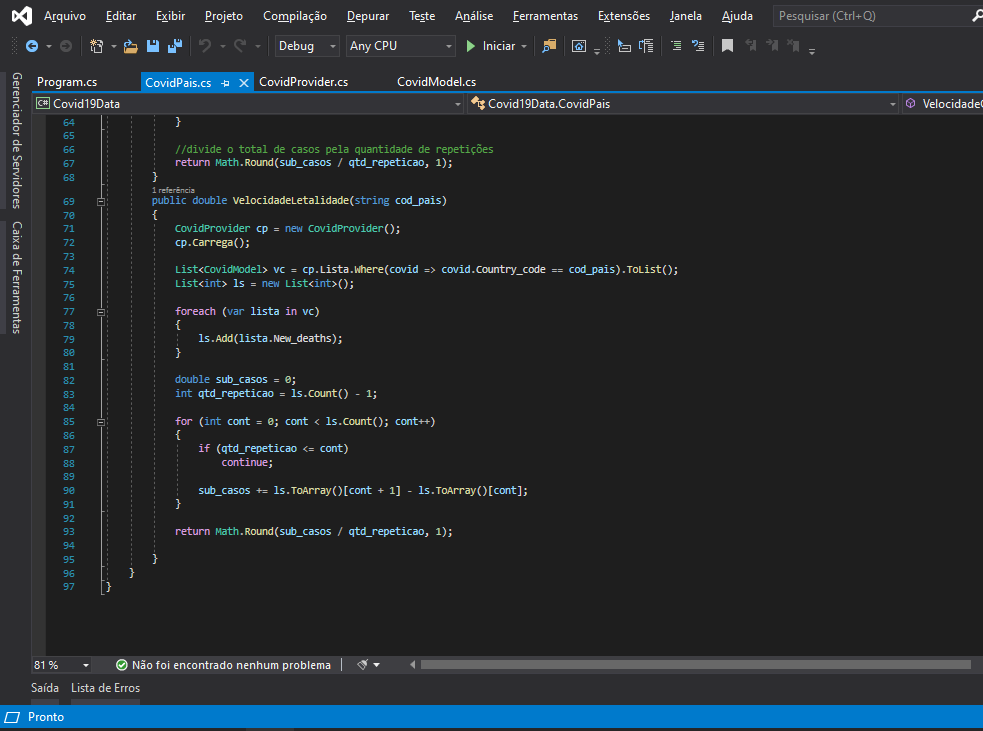 Arquivo Editar Exibir Projeto Compilação Depurar Teste Análise Ferramentas Extensões Janela Ajuda Pesquisar (Ctrl+Q)
Debug Any CPU Iniciar
Gerenciador de Servidores
Caixa de Ferramentas
Program.cs CovidPais.cs CovidProvider.cs CovidModel.cs
C# Covid19Data Covid19Data.CovidPais Velocidade
64 }
65
66 //divide o total de casos pela quantidade de repetições
67 return Math.Round(sub_casos / qtd_repeticao, 1);
68 }
1 referência
69 public double VelocidadeLetalidade(string cod_pais)
70 {
71 CovidProvider cp = new CovidProvider();
72 cp.Carrega();
73
74 List<CovidModel> vc = cp.Lista.Where(covid => covid.Country_code == cod_pais).ToList();
75 List<int> ls = new List<int>();
76
77 foreach (var lista in vc)
78 {
79 ls.Add(lista.New_deaths);
80 }
81
82 double sub_casos = 0;
83 int qtd_repeticao = ls.Count() - 1;
84
85 for (int cont = 0; cont < ls.Count(); cont++)
86 {
87 if (qtd_repeticao <= cont)
88 continue;
89
90 sub_casos += ls.ToArray()[cont + 1] - ls.ToArray()[cont];
91 }
92
93 return Math.Round(sub_casos / qtd_repeticao, 1);
94
95 }
96 }
97 }
81 % Não foi encontrado nenhum problema
Saída Lista de Erros
Pronto